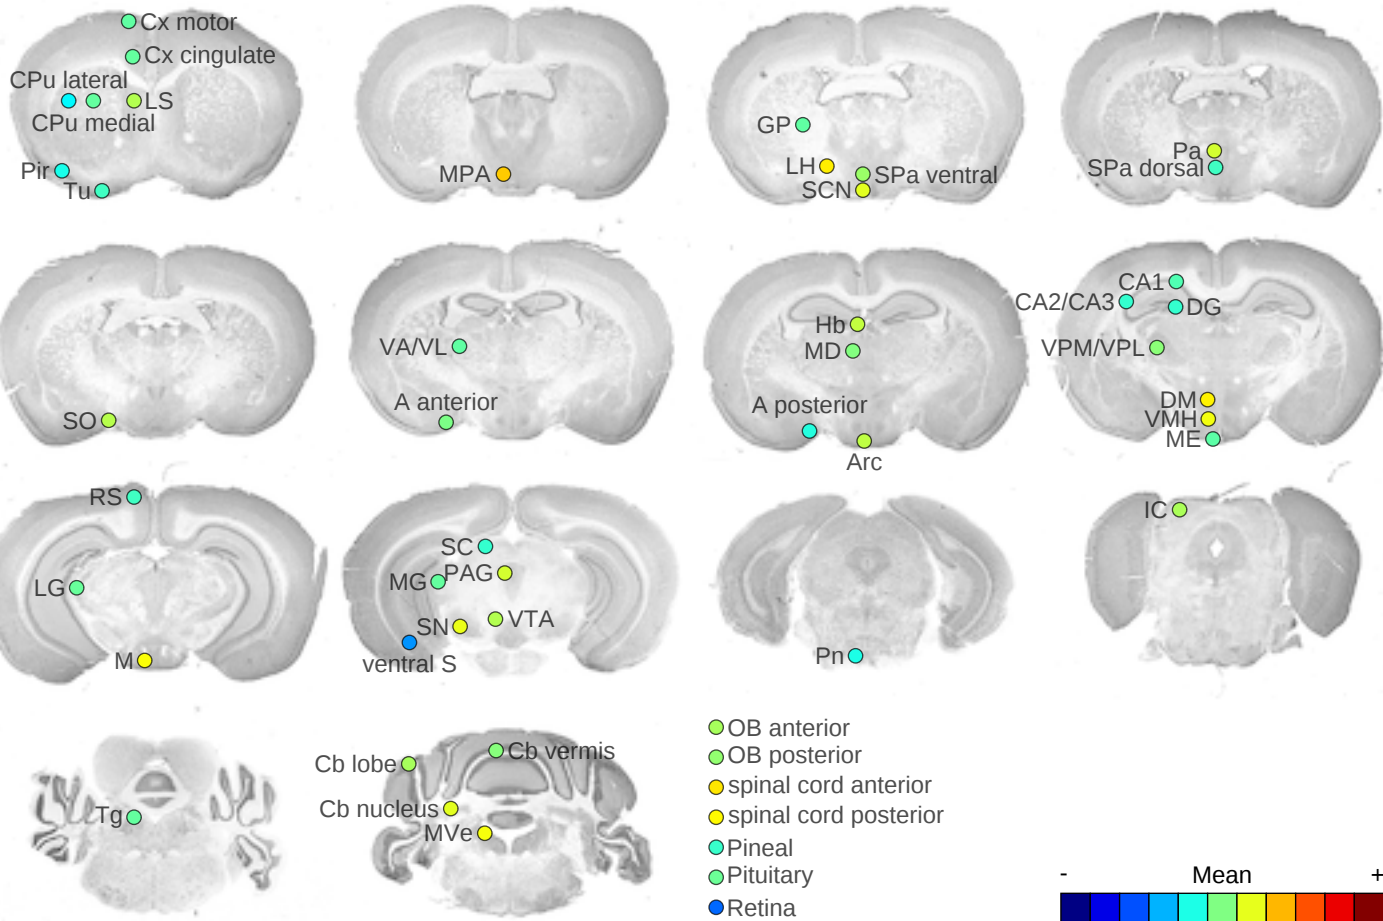 Cx motor
Cx cingulate
CPu lateral
LS
CPu medial
Pir
Tu
MPA
GP
LH
SPa ventral
SCN
Pa
SPa dorsal
SO
VA/VL
A anterior
Hb
MD
A posterior
Arc
CA1
CA2/CA3
DG
VPM/VPL
DM
VMH
ME
RS
LG
M
SC
MG
PAG
SN
VTA
ventral S
Pn
IC
Tg
Cb lobe
Cb vermis
Cb nucleus
MVe
OB anterior
OB posterior
spinal cord anterior
spinal cord posterior
Pineal
Pituitary
Retina
- Mean +